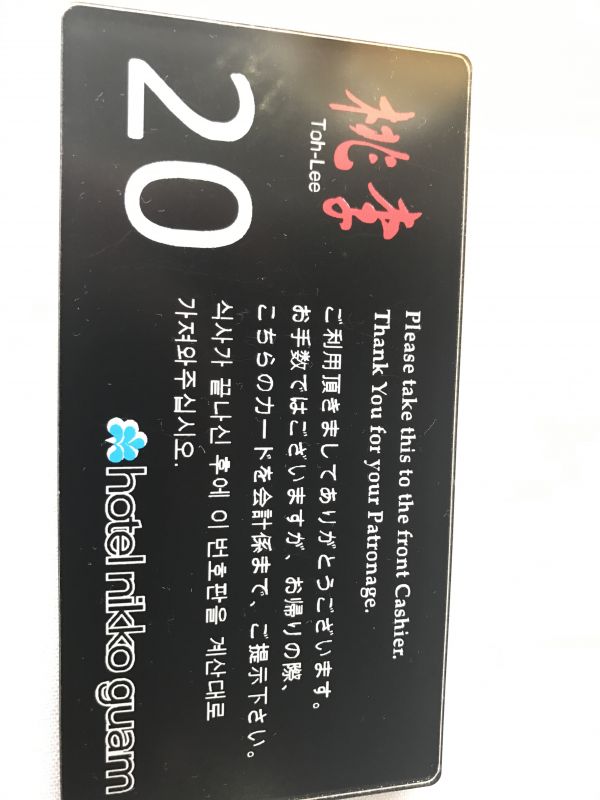 桃李
Toh-Lee
20
Please take this to the front Cashier.
Thank You for your Patronage.
ご利用頂きましてありがとうございます。
お手数ではございますが、お帰りの際、
こちらのカードを会計係まで、ご提示下さい。
식사가 끝나신 후에 이 번호판을 계산대로
가져와주십시요.
hotel nikko guam